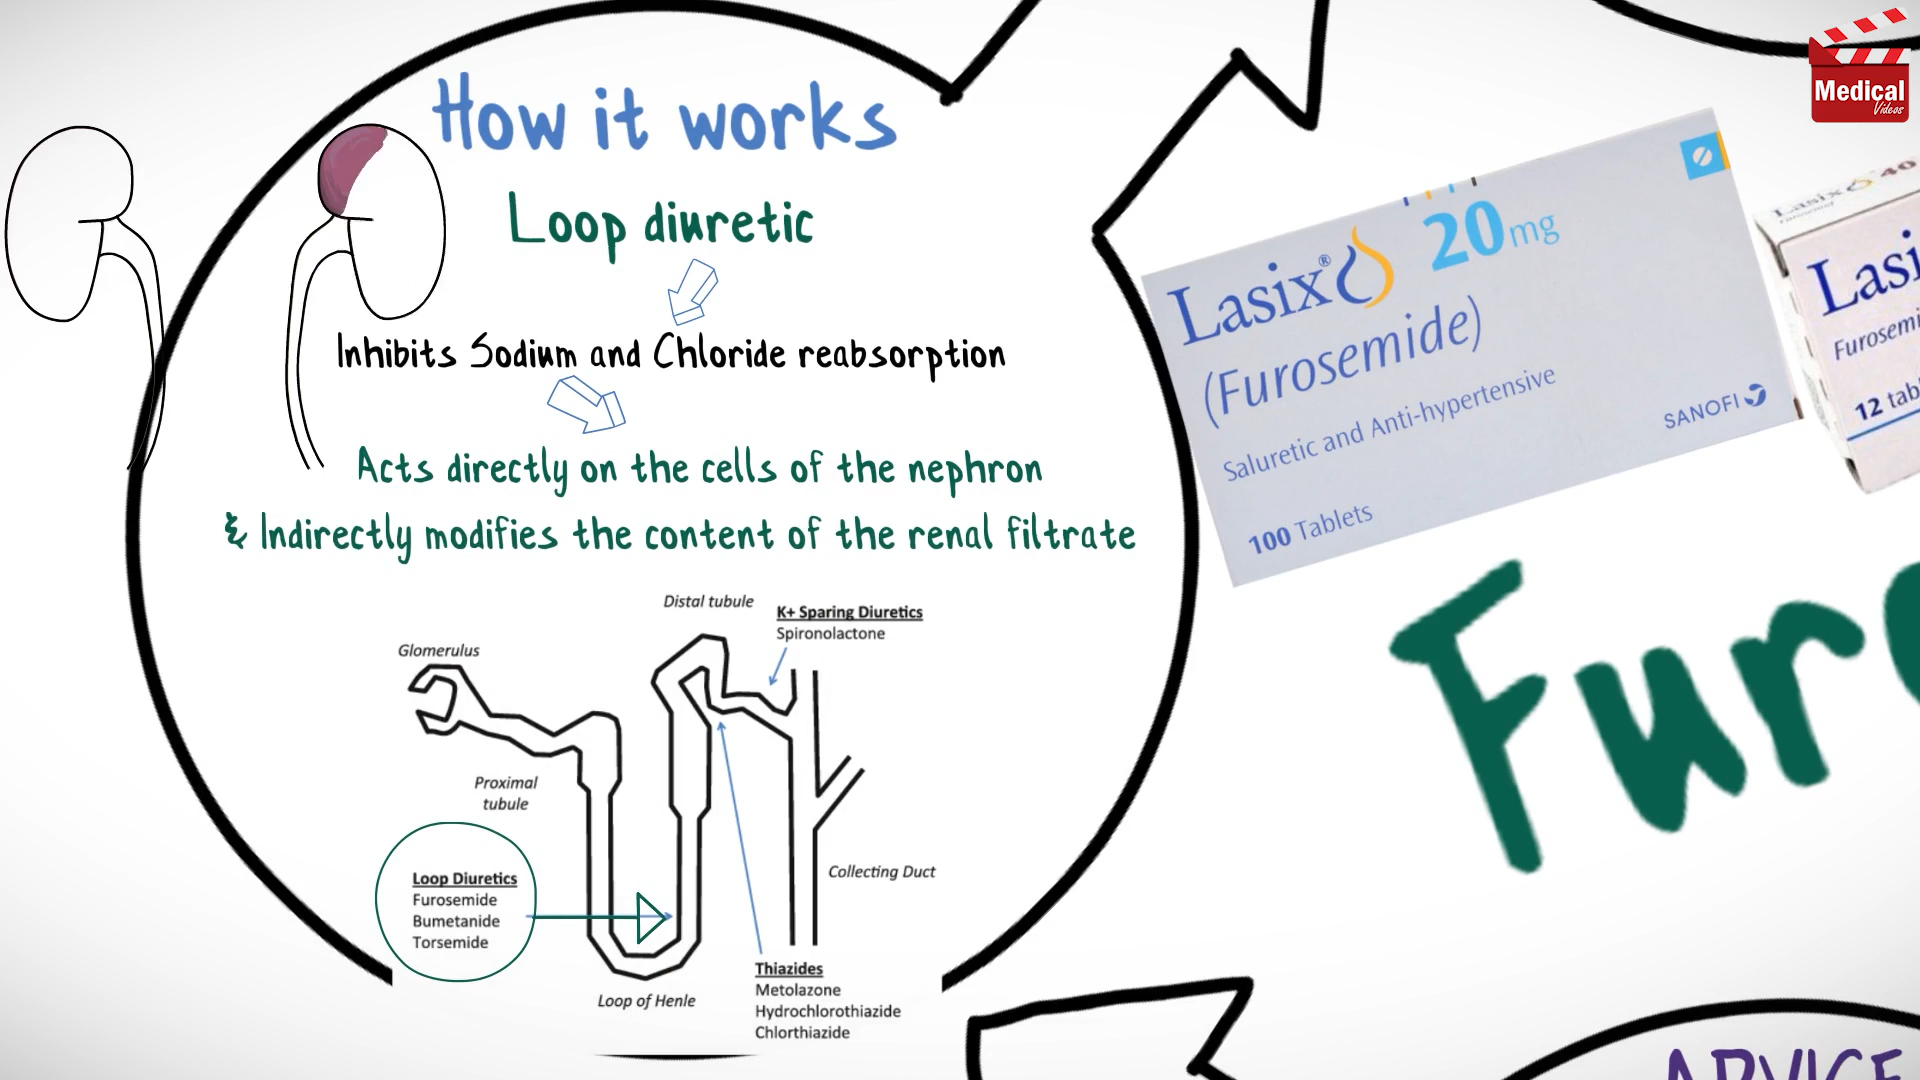 How it works
Loop diuretic
Inhibits Sodium and Chloride reabsorption
Acts directly on the cells of the nephron
& Indirectly modifies the content of the renal filtrate
Distal tubule
K+ Sparing Diuretics
Spironolactone
Glomerulus
Proximal
tubule
Loop Diuretics
Furosemide
Bumetanide
Torsemide
Collecting Duct
Loop of Henle
Thiazides
Metolazone
Hydrochlorothiazide
Chlorthiazide
Lasix® 20mg
(Furosemide)
Saluretic and Anti-hypertensive
SANOFI
100 Tablets
Lasix 40
Lasi
Furosemi
12 tab
Fur
ADVICE
Medical
Videos